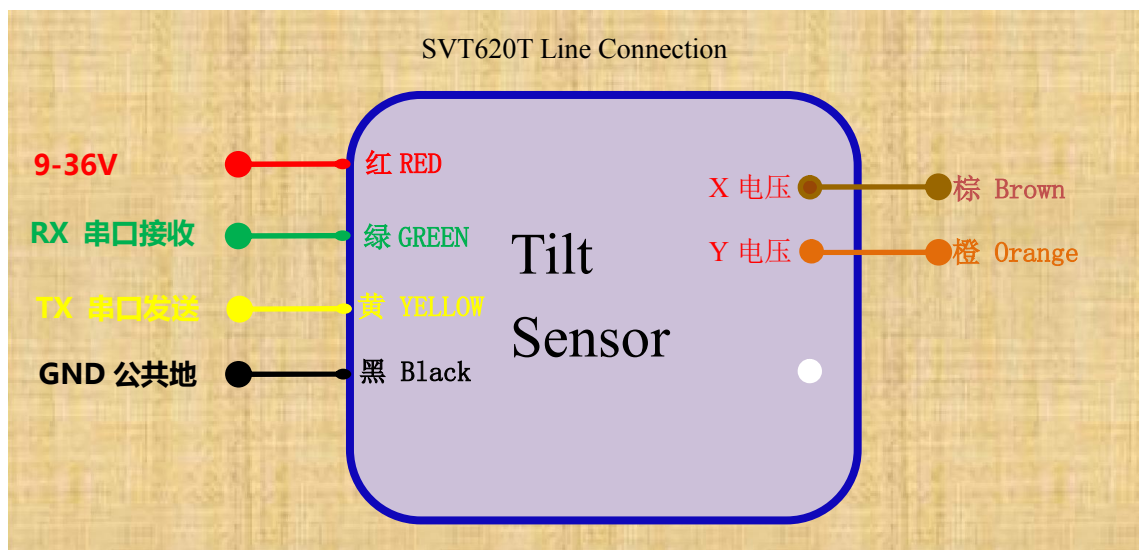 SVT620T Line Connection
9-36V
红 RED
RX 串口接收
绿 GREEN
TX 串口发送
黄 YELLOW
GND 公共地
黑 Black
Tilt
Sensor
X 电压
棕 Brown
Y 电压
橙 Orange